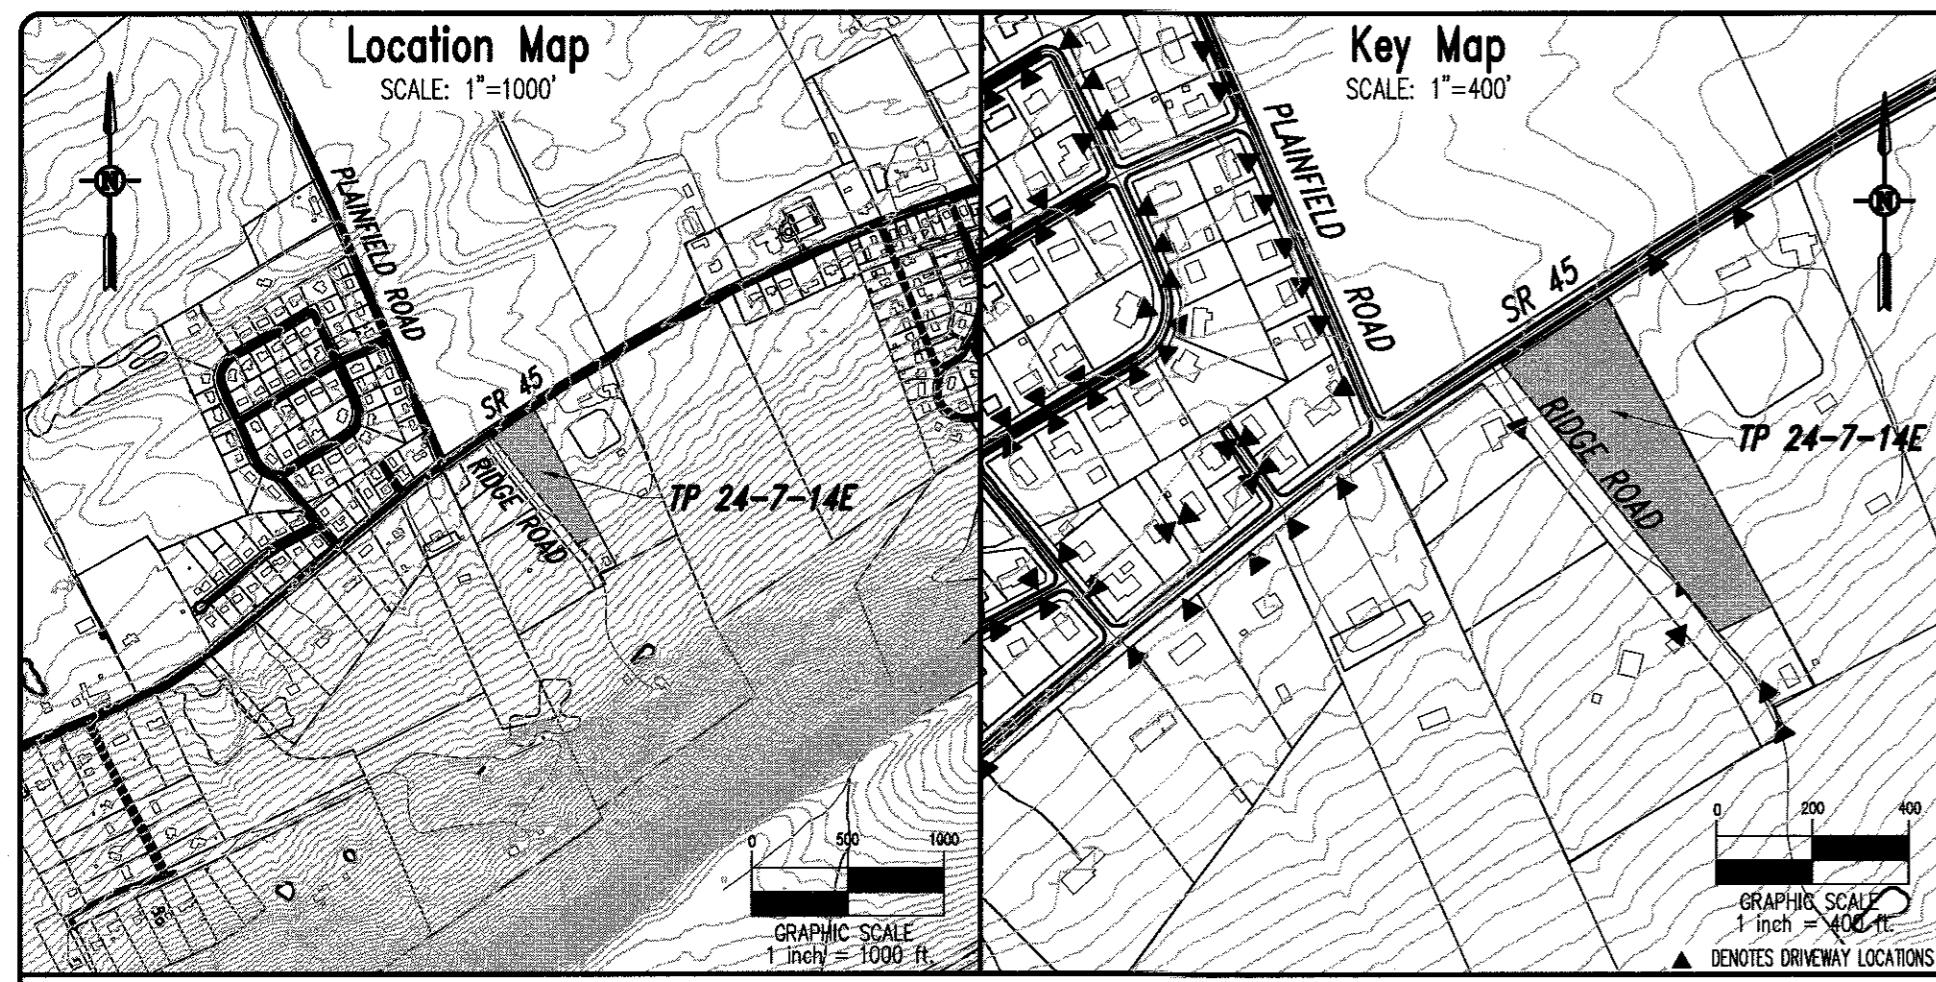 Location Map
SCALE: 1"=1000'
N
PLAINFIELD ROAD
SR 45
RIDGE ROAD
TP 24-7-14E
0 500 1000
GRAPHIC SCALE
1 inch = 1000 ft.
Key Map
SCALE: 1"=400'
N
PLAINFIELD ROAD
SR 45
RIDGE ROAD
TP 24-7-14E
0 200 400
GRAPHIC SCALE
1 inch = 400 ft.
DENOTES DRIVEWAY LOCATIONS